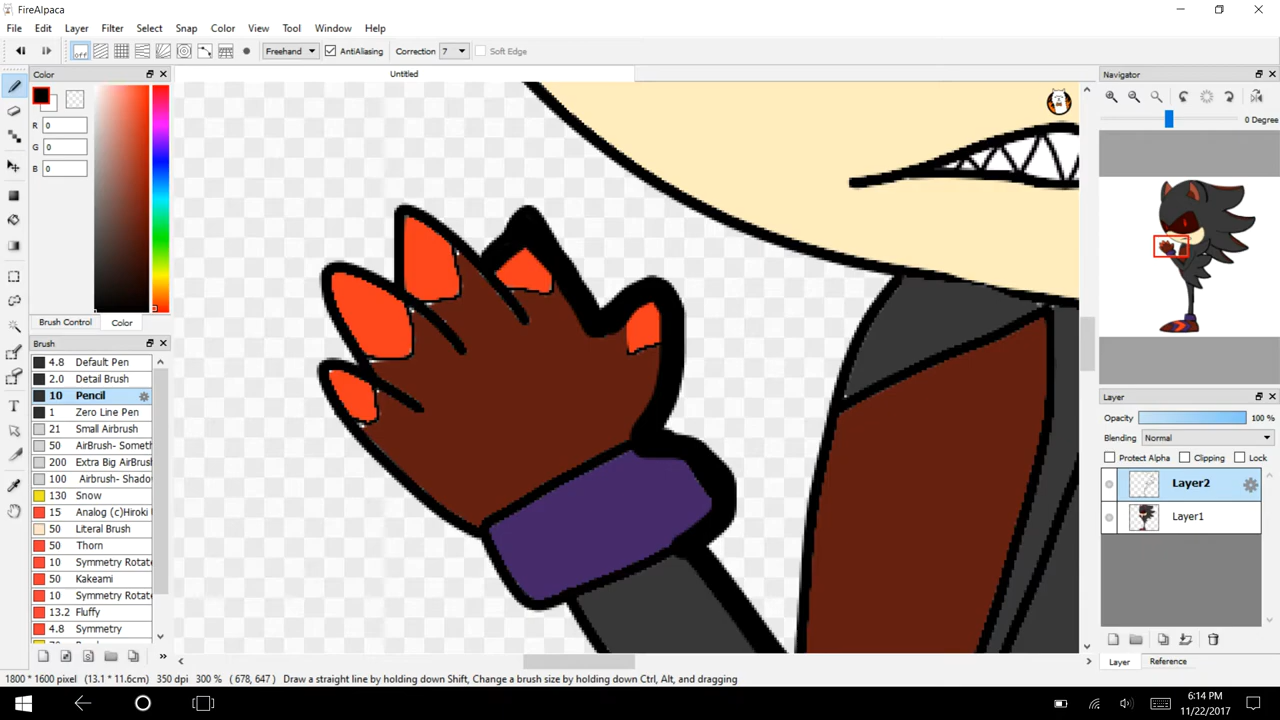 FireAlpaca
File Edit Layer Filter Select Snap Color View Tool Window Help
off Freehand AntiAliasing Correction 7 Soft Edge
Color
Untitled
Navigator
R 0
G 0
B 0
0 Degree
Brush Control Color
Brush
4.8 Default Pen
2.0 Detail Brush
10 Pencil
1 Zero Line Pen
21 Small Airbrush
50 AirBrush- Someth
200 Extra Big AirBrush
100 Airbrush- Shado
130 Snow
15 Analog (c)Hiroki
50 Literal Brush
50 Thorn
10 Symmetry Rotate
50 Kakeami
10 Symmetry Rotate
13.2 Fluffy
4.8 Symmetry
Layer
Opacity 100 %
Blending Normal
Protect Alpha Clipping Lock
Layer2
Layer1
Layer Reference
1800 * 1600 pixel (13.1 * 11.6cm) 350 dpi 300 % ( 678, 647 ) Draw a straight line by holding down Shift, Change a brush size by holding down Ctrl, Alt, and dragging
6:14 PM
11/22/2017